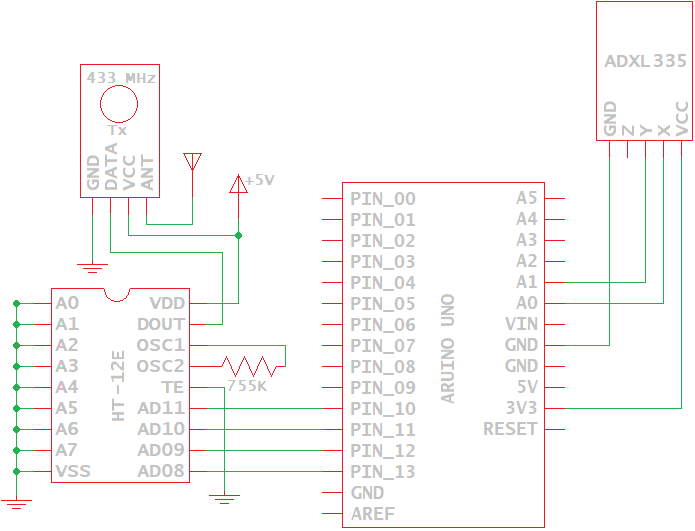 ADXL335
GND
Z
Y
X
VCC
433 MHz
Tx
GND
DATA
VCC
ANT
+5V
HT-12E
A0
A1
A2
A3
A4
A5
A6
A7
VSS
VDD
DOUT
OSC1
OSC2
TE
AD11
AD10
AD09
AD08
755K
ARUINO UNO
PIN_00
PIN_01
PIN_02
PIN_03
PIN_04
PIN_05
PIN_06
PIN_07
PIN_08
PIN_09
PIN_10
PIN_11
PIN_12
PIN_13
GND
AREF
A5
A4
A3
A2
A1
A0
VIN
GND
GND
5V
3V3
RESET